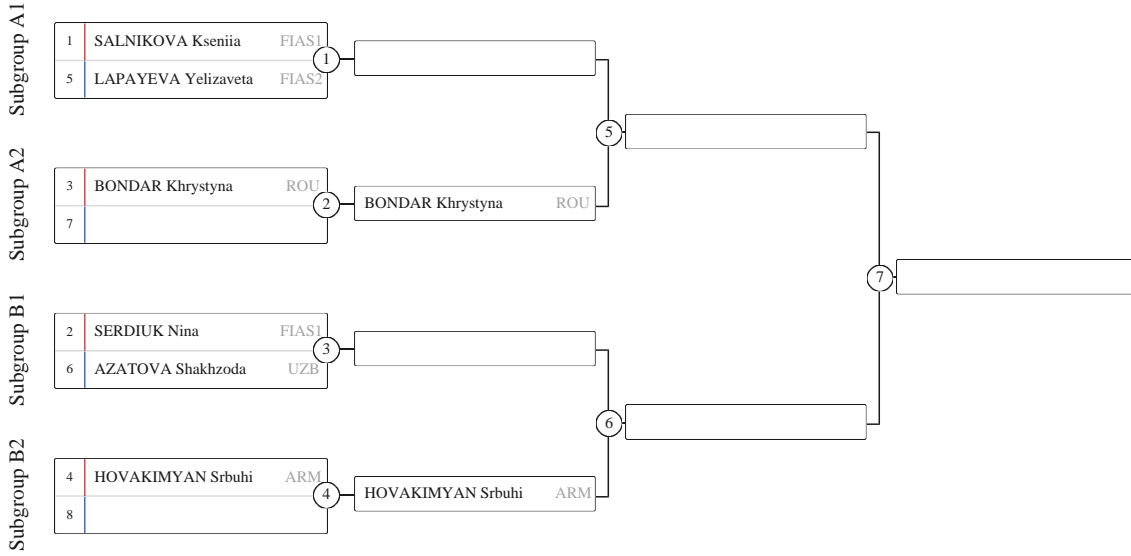 Subgroup A1
1 SALNIKOVA Kseniia FIAS1
5 LAPAYEVA Yelizaveta FIAS2
1
5
Subgroup A2
3 BONDAR Khrystyna ROU
7
2
BONDAR Khrystyna ROU
7
Subgroup B1
2 SERDIUK Nina FIAS1
6 AZATOVA Shakhzoda UZB
3
6
Subgroup B2
4 HOVAKIMYAN Srbuhi ARM
8
4
HOVAKIMYAN Srbuhi ARM